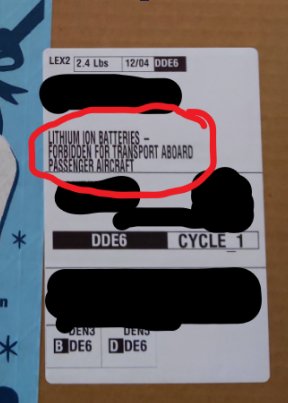 LEX2 2.4 Lbs 12/04 DDE6
LITHIUM ION BATTERIES –
FORBIDDEN FOR TRANSPORT ABOARD
PASSENGER AIRCRAFT
DDE6 CYCLE_1
DEN3 DEN5
B DE6 D DE6
n